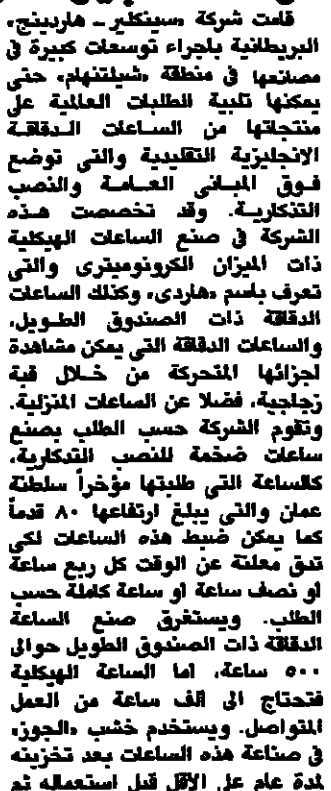 قامت شركة «سينكلير ـ هاردينج»
البريطانية باجراء توسعات كبيرة في
مصانعها في منطقة «شيلتنهام» حتى
يمكنها تلبية الطلبات العالمية على
منتجاتها من الساعات الدقاقة
الانجليزية التقليدية والتي توضع
فوق المباني العامة والنصب
التذكارية. وقد تخصصت هذه
الشركة في صنع الساعات الهيكلية
ذات الميزان الكرونوميتري والتي
تعرف باسم «هاردى» وكذلك الساعات
الدقاقة ذات الصندوق الطويل،
والساعات الدقاقة التي يمكن مشاهدة
اجزائها المتحركة من خلال قبة
زجاجية، فضلا عن الساعات المنزلية.
وتقوم الشركة حسب الطلب بصنع
ساعات ضخمة للنصب التذكارية،
كالساعة التي طلبتها مؤخراً سلطنة
عمان والتي يبلغ ارتفاعها ٨٠ قدماً
كما يمكن ضبط هذه الساعات لكي
تدق معلنة عن الوقت كل ربع ساعة
او نصف ساعة او ساعة كاملة حسب
الطلب. ويستغرق صنع الساعة
الدقاقة ذات الصندوق الطويل حوالى
٥٠٠ ساعة، اما الساعة الهيكلية
فتحتاج الى الف ساعة من العمل
المتواصل. ويستخدم خشب «الجوز»
في صناعة هذه الساعات بعد تخزينه
لمدة عام على الأقل قبل استعماله ثم